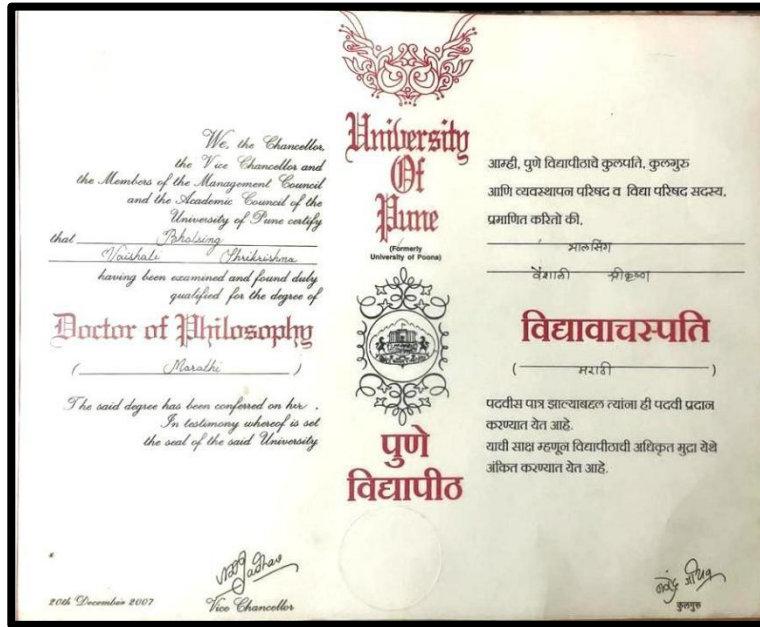 We, the Chancellor,
the Vice Chancellor and
the Members of the Management Council
and the Academic Council of the
University of Pune certify
that Bhalsing
Vaishali Shrikrishna
having been examined and found duly
qualified for the degree of
Doctor of Philosophy
( Marathi )
The said degree has been conferred on her .
In testimony whereof is set
the seal of the said University
20th December 2007
Vice Chancellor
University
Of
Pune
(Formerly
University of Poona)
पुणे
विद्यापीठ
आम्ही, पुणे विद्यापीठाचे कुलपति, कुलगुरु
आणि व्यवस्थापन परिषद व विद्या परिषद सदस्य,
प्रमाणित करितो की,
भालसिंग
वैशाली श्रीकृष्ण
विद्यावाचस्पति
( मराठी )
पदवीस पात्र झाल्याबद्दल त्यांना ही पदवी प्रदान
करण्यात येत आहे.
याची साक्ष म्हणून विद्यापीठाची अधिकृत मुद्रा येथे
अंकित करण्यात येत आहे.
कुलगुरु